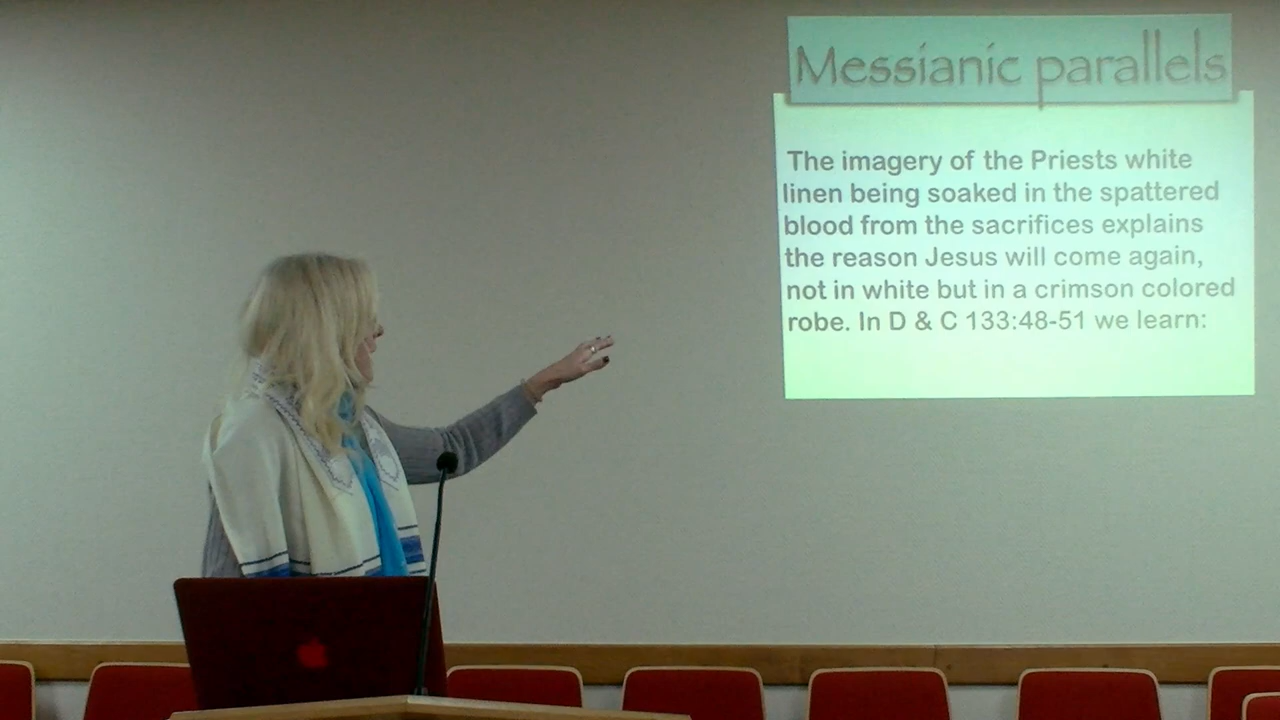 Messianic parallels
The imagery of the Priests white
linen being soaked in the spattered
blood from the sacrifices explains
the reason Jesus will come again,
not in white but in a crimson colored
robe. In D & C 133:48-51 we learn: